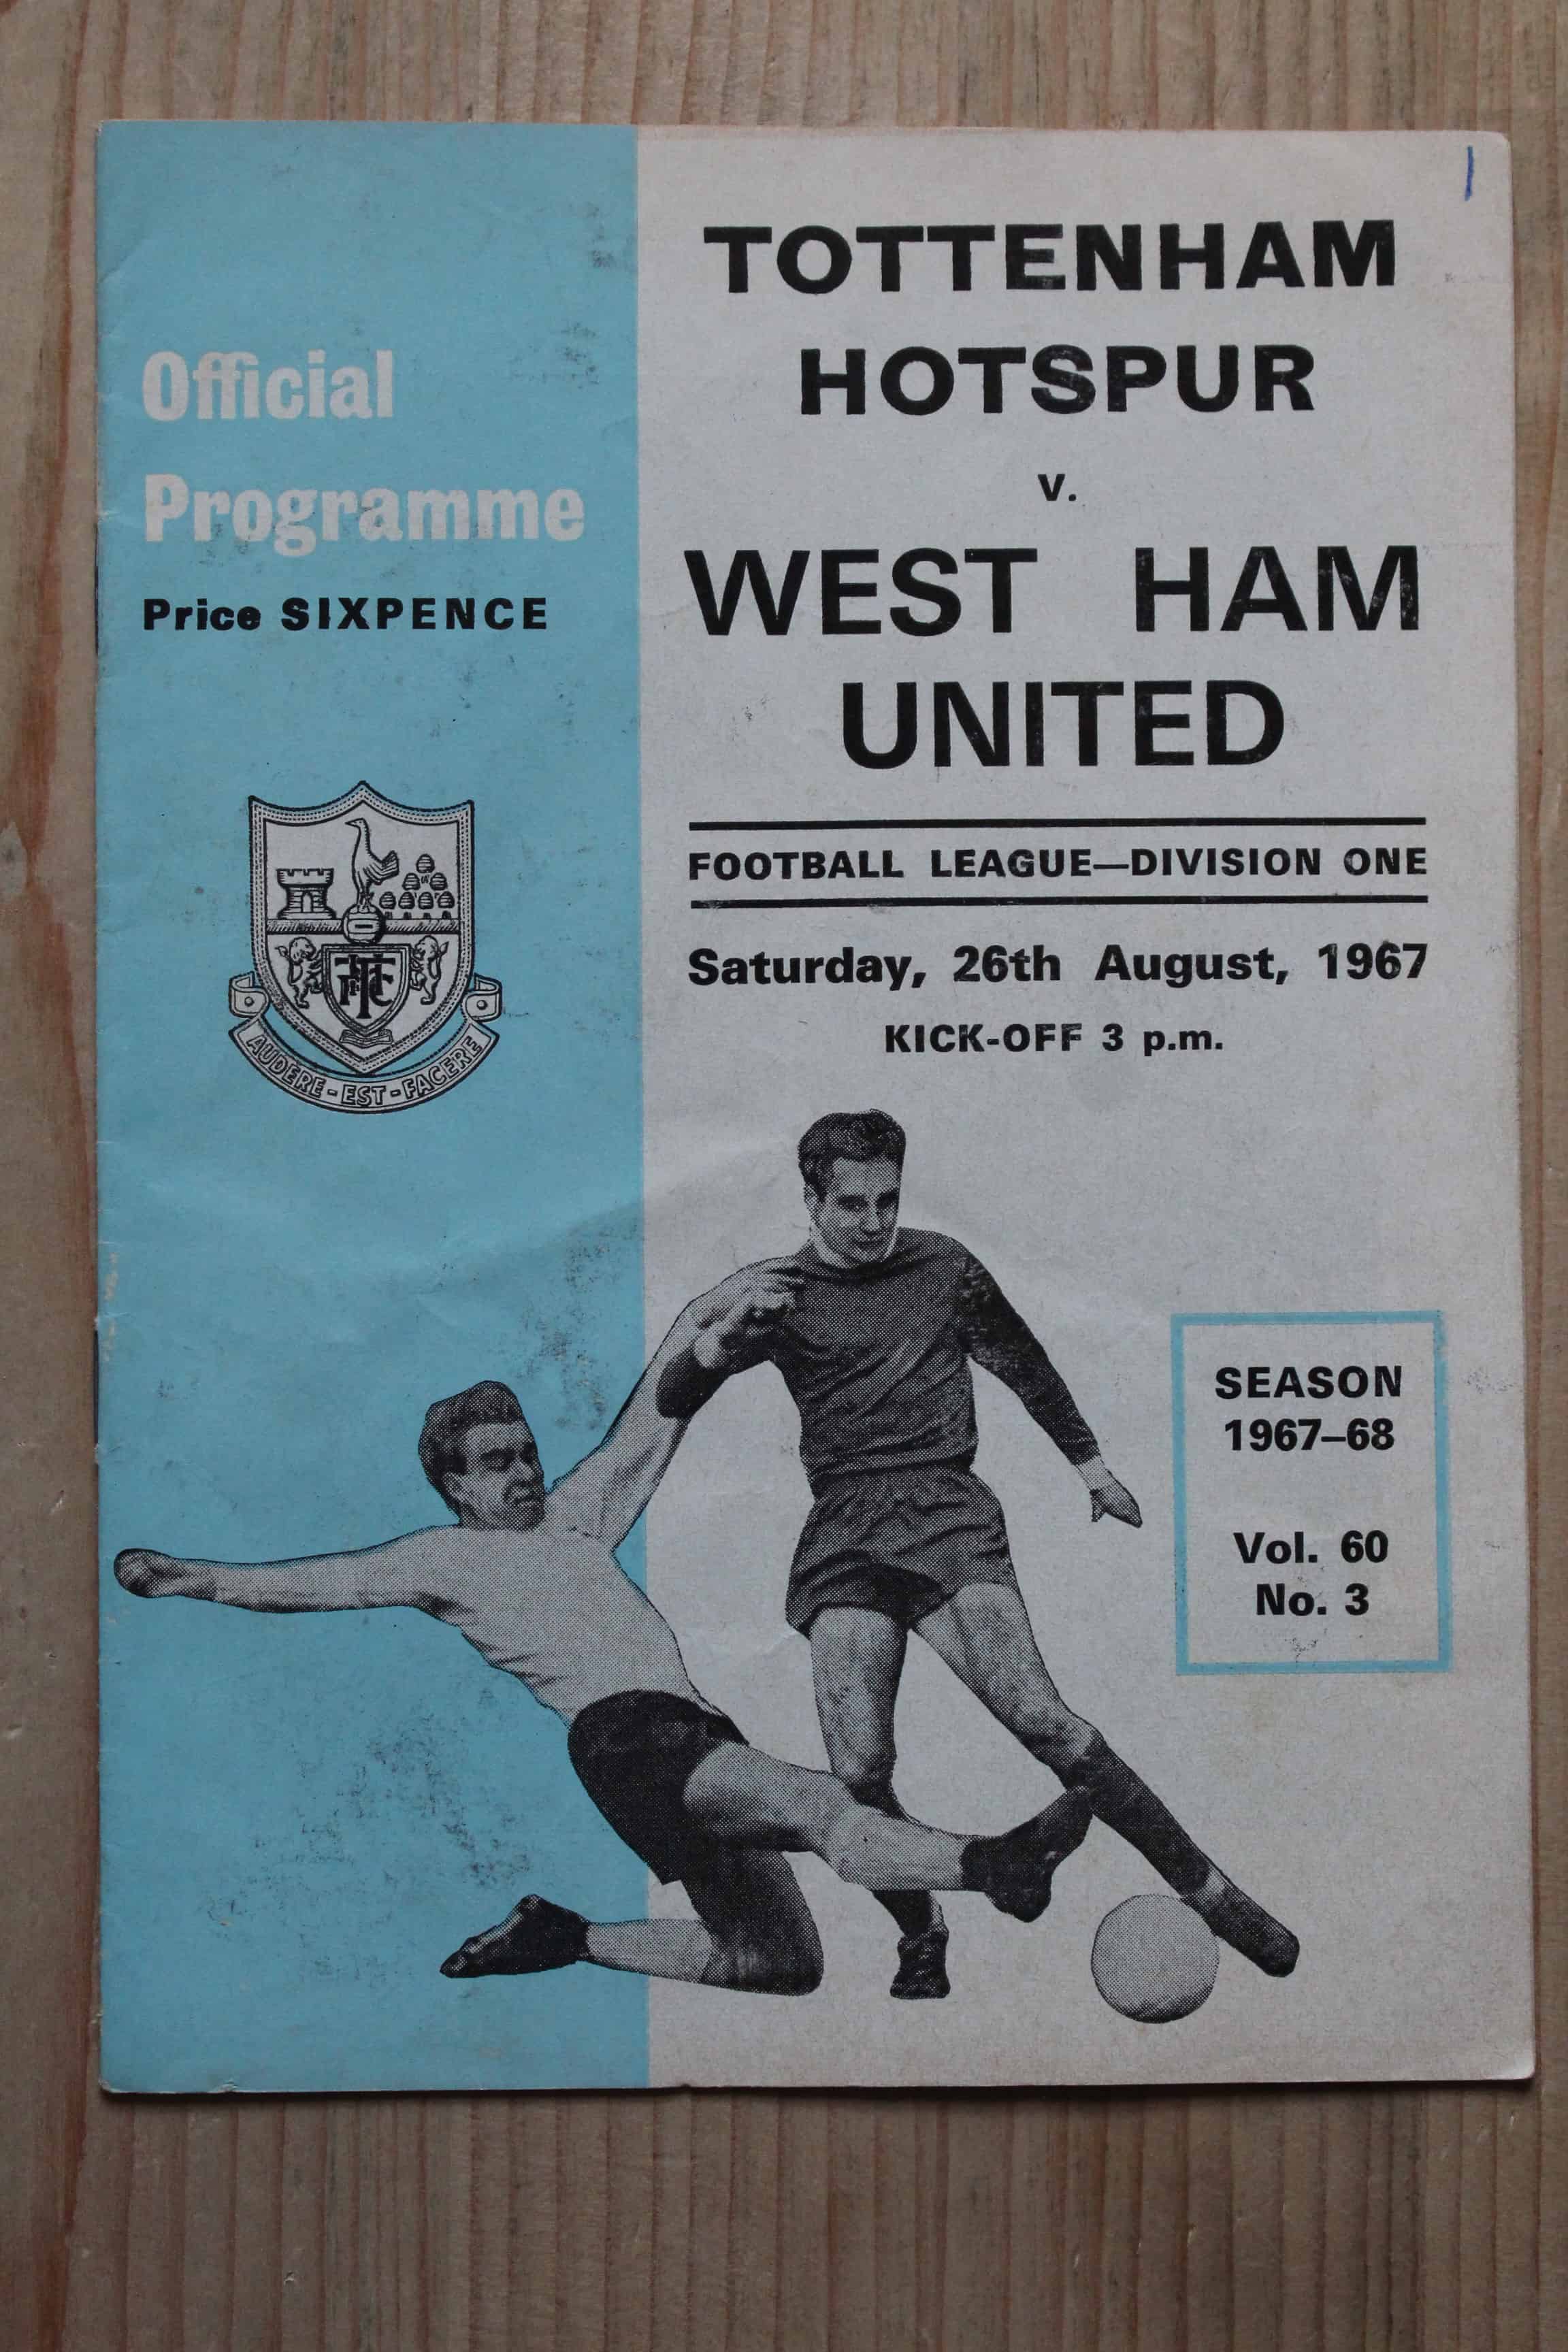 Official
Programme
Price SIXPENCE
AUDERE-EST-FACERE
TOTTENHAM
HOTSPUR
v.
WEST HAM
UNITED
FOOTBALL LEAGUE—DIVISION ONE
Saturday, 26th August, 1967
KICK-OFF 3 p.m.
SEASON
1967–68
Vol. 60
No. 3